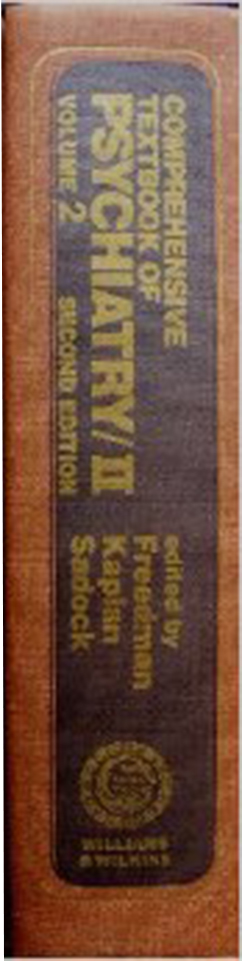 COMPREHENSIVE
TEXTBOOK OF
PSYCHIATRY/II
VOLUME 2 SECOND EDITION
edited by
Freedman
Kaplan
Sadock
WILLIAMS
& WILKINS